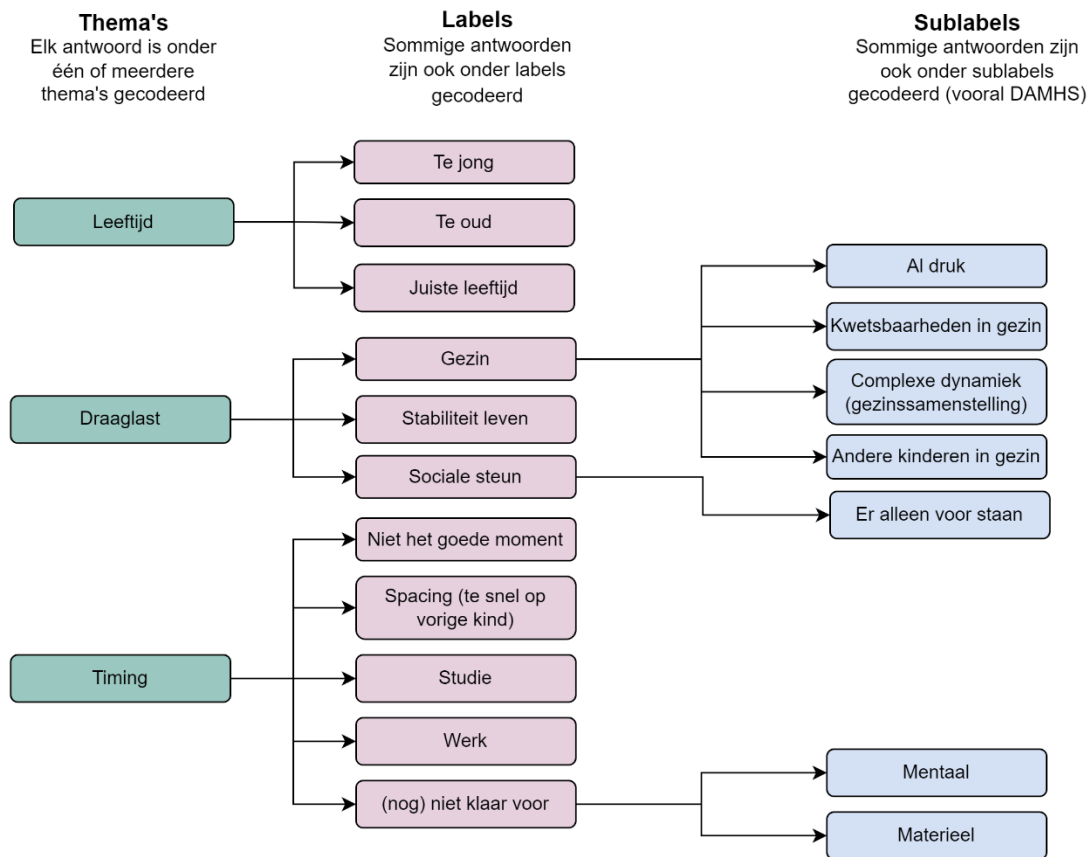 Thema's
Elk antwoord is onder
één of meerdere
thema's gecodeerd
Labels
Sommige antwoorden
zijn ook onder labels
gecodeerd
Sublabels
Sommige antwoorden zijn
ook onder sublabels
gecodeerd (vooral DAMHS)
Leeftijd
Te jong
Te oud
Juiste leeftijd
Draaglast
Gezin
Stabiliteit leven
Sociale steun
Al druk
Kwetsbaarheden in gezin
Complexe dynamiek
(gezinssamenstelling)
Andere kinderen in gezin
Er alleen voor staan
Timing
Niet het goede moment
Spacing (te snel op
vorige kind)
Studie
Werk
(nog) niet klaar voor
Mentaal
Materieel